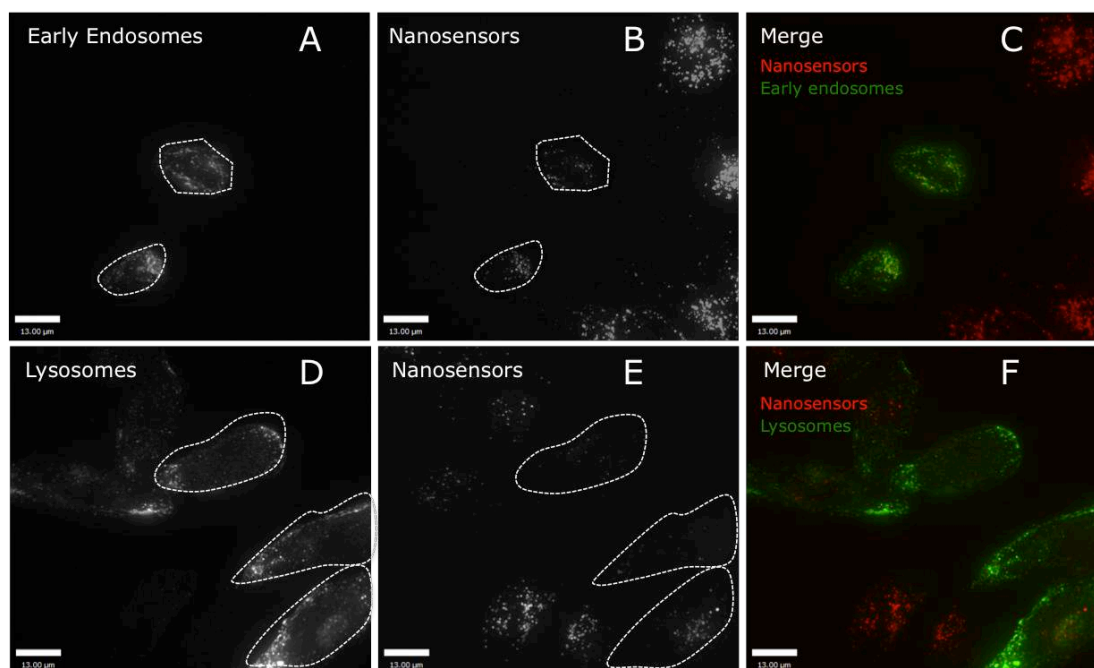 Early Endosomes A
Nanosensors B
Merge C
Nanosensors
Early endosomes
13.00 µm
13.00 µm
13.00 µm
Lysosomes D
Nanosensors E
Merge F
Nanosensors
Lysosomes
13.00 µm
13.00 µm
13.00 µm